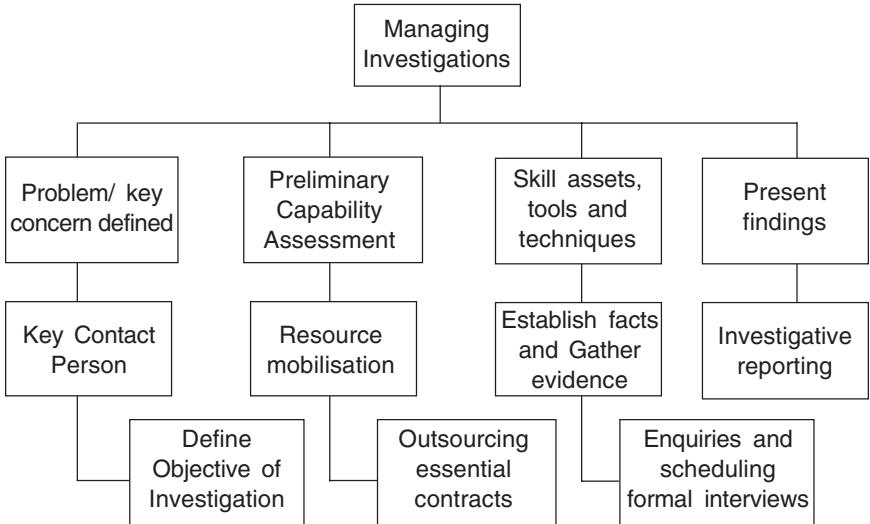 Managing
Investigations
Problem/ key
concern defined
Preliminary
Capability
Assessment
Skill assets,
tools and
techniques
Present
findings
Key Contact
Person
Resource
mobilisation
Establish facts
and Gather
evidence
Investigative
reporting
Define
Objective of
Investigation
Outsourcing
essential
contracts
Enquiries and
scheduling
formal interviews